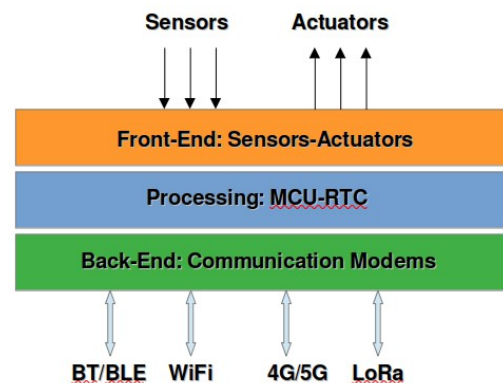 Sensors Actuators
Front-End: Sensors-Actuators
Processing: MCU-RTC
Back-End: Communication Modems
BT/BLE WiFi 4G/5G LoRa